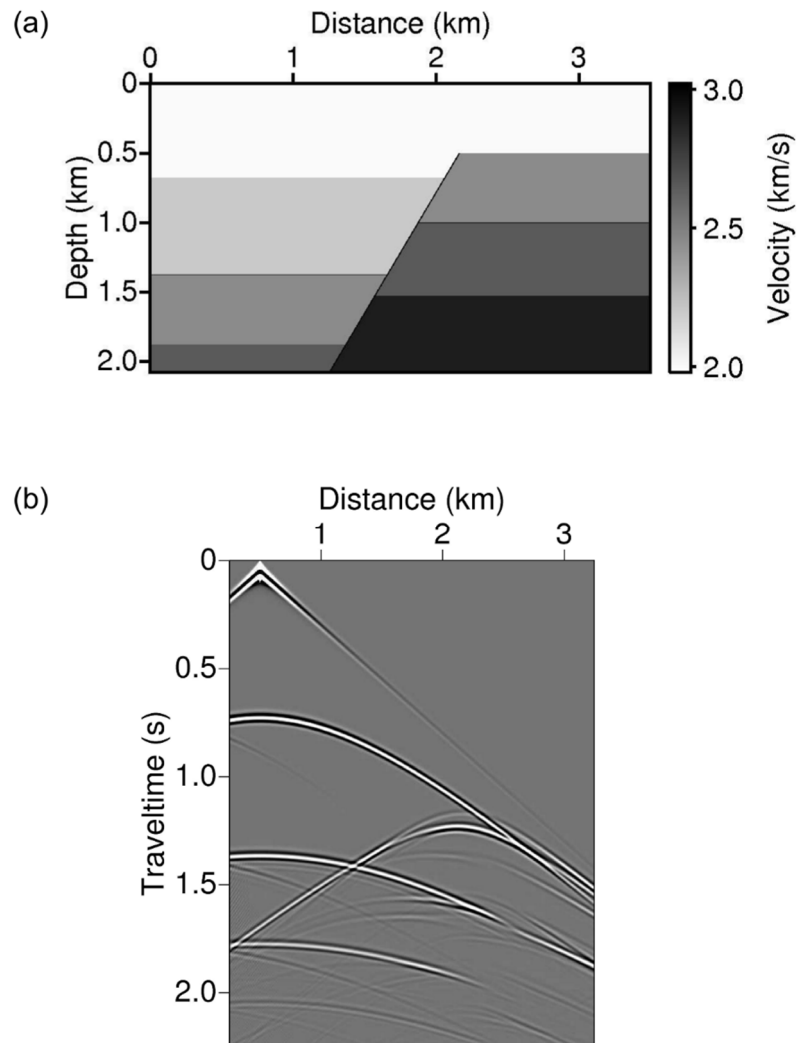 (a)
Distance (km)
0 1 2 3
0
0.5
1.0
1.5
2.0
Depth (km)
3.0
2.5
2.0
Velocity (km/s)
(b)
Distance (km)
1 2 3
0
0.5
1.0
1.5
2.0
Traveltime (s)